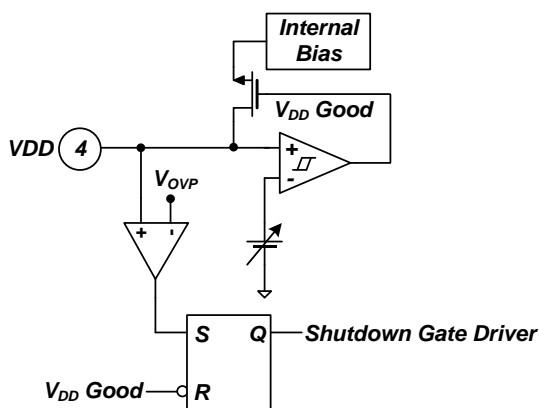 Internal
Bias
V_DD Good
VDD 4
+
-
V_OVP
+ -
S Q Shutdown Gate Driver
V_DD Good R